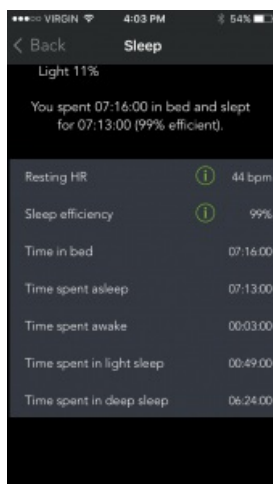 VIRGIN 4:03 PM 54%
Back Sleep
Light 11%
You spent 07:16:00 in bed and slept
for 07:13:00 (99% efficient).
Resting HR i 44 bpm
Sleep efficiency i 99%
Time in bed 07:16:00
Time spent asleep 07:13:00
Time spent awake 00:03:00
Time spent in light sleep 00:49:00
Time spent in deep sleep 06:24:00